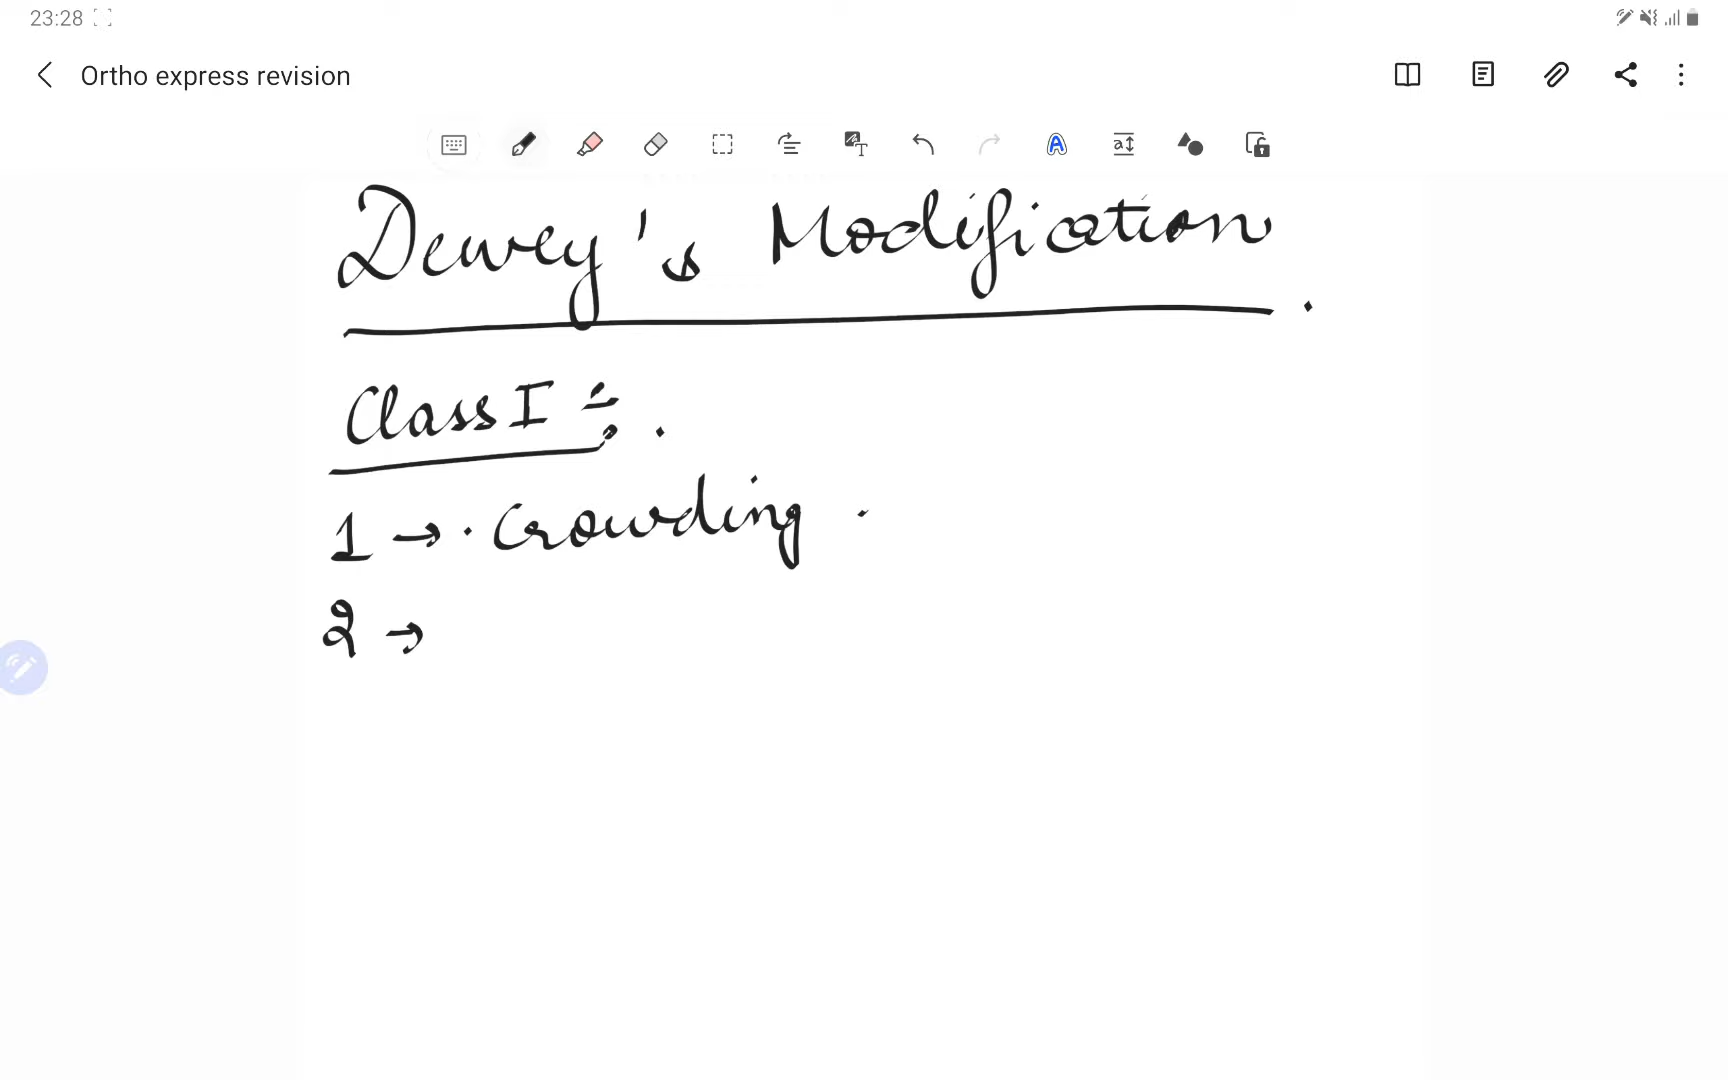 23:28
Ortho express revision
Dewey's Modification.
Class I :- .
1 → . Crowding .
2 →